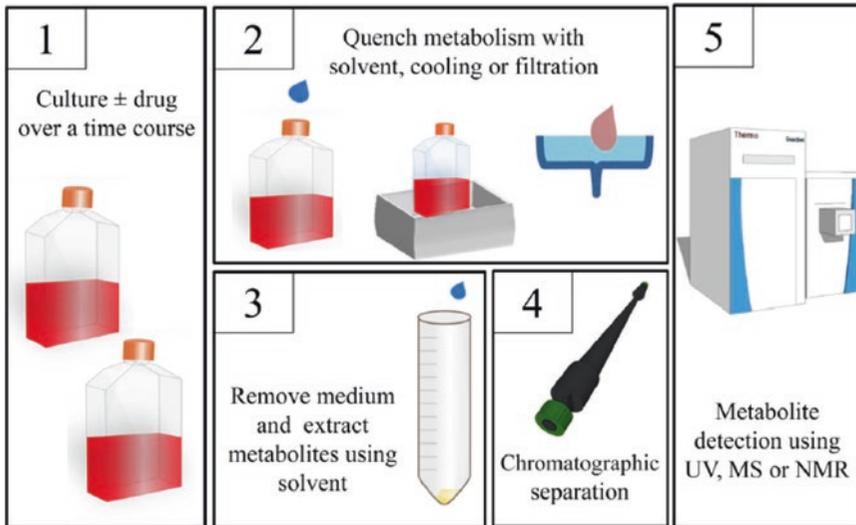 1
Culture ± drug
over a time course
2
Quench metabolism with
solvent, cooling or filtration
3
Remove medium
and extract
metabolites using
solvent
4
Chromatographic
separation
5
Thermo
Metabolite
detection using
UV, MS or NMR